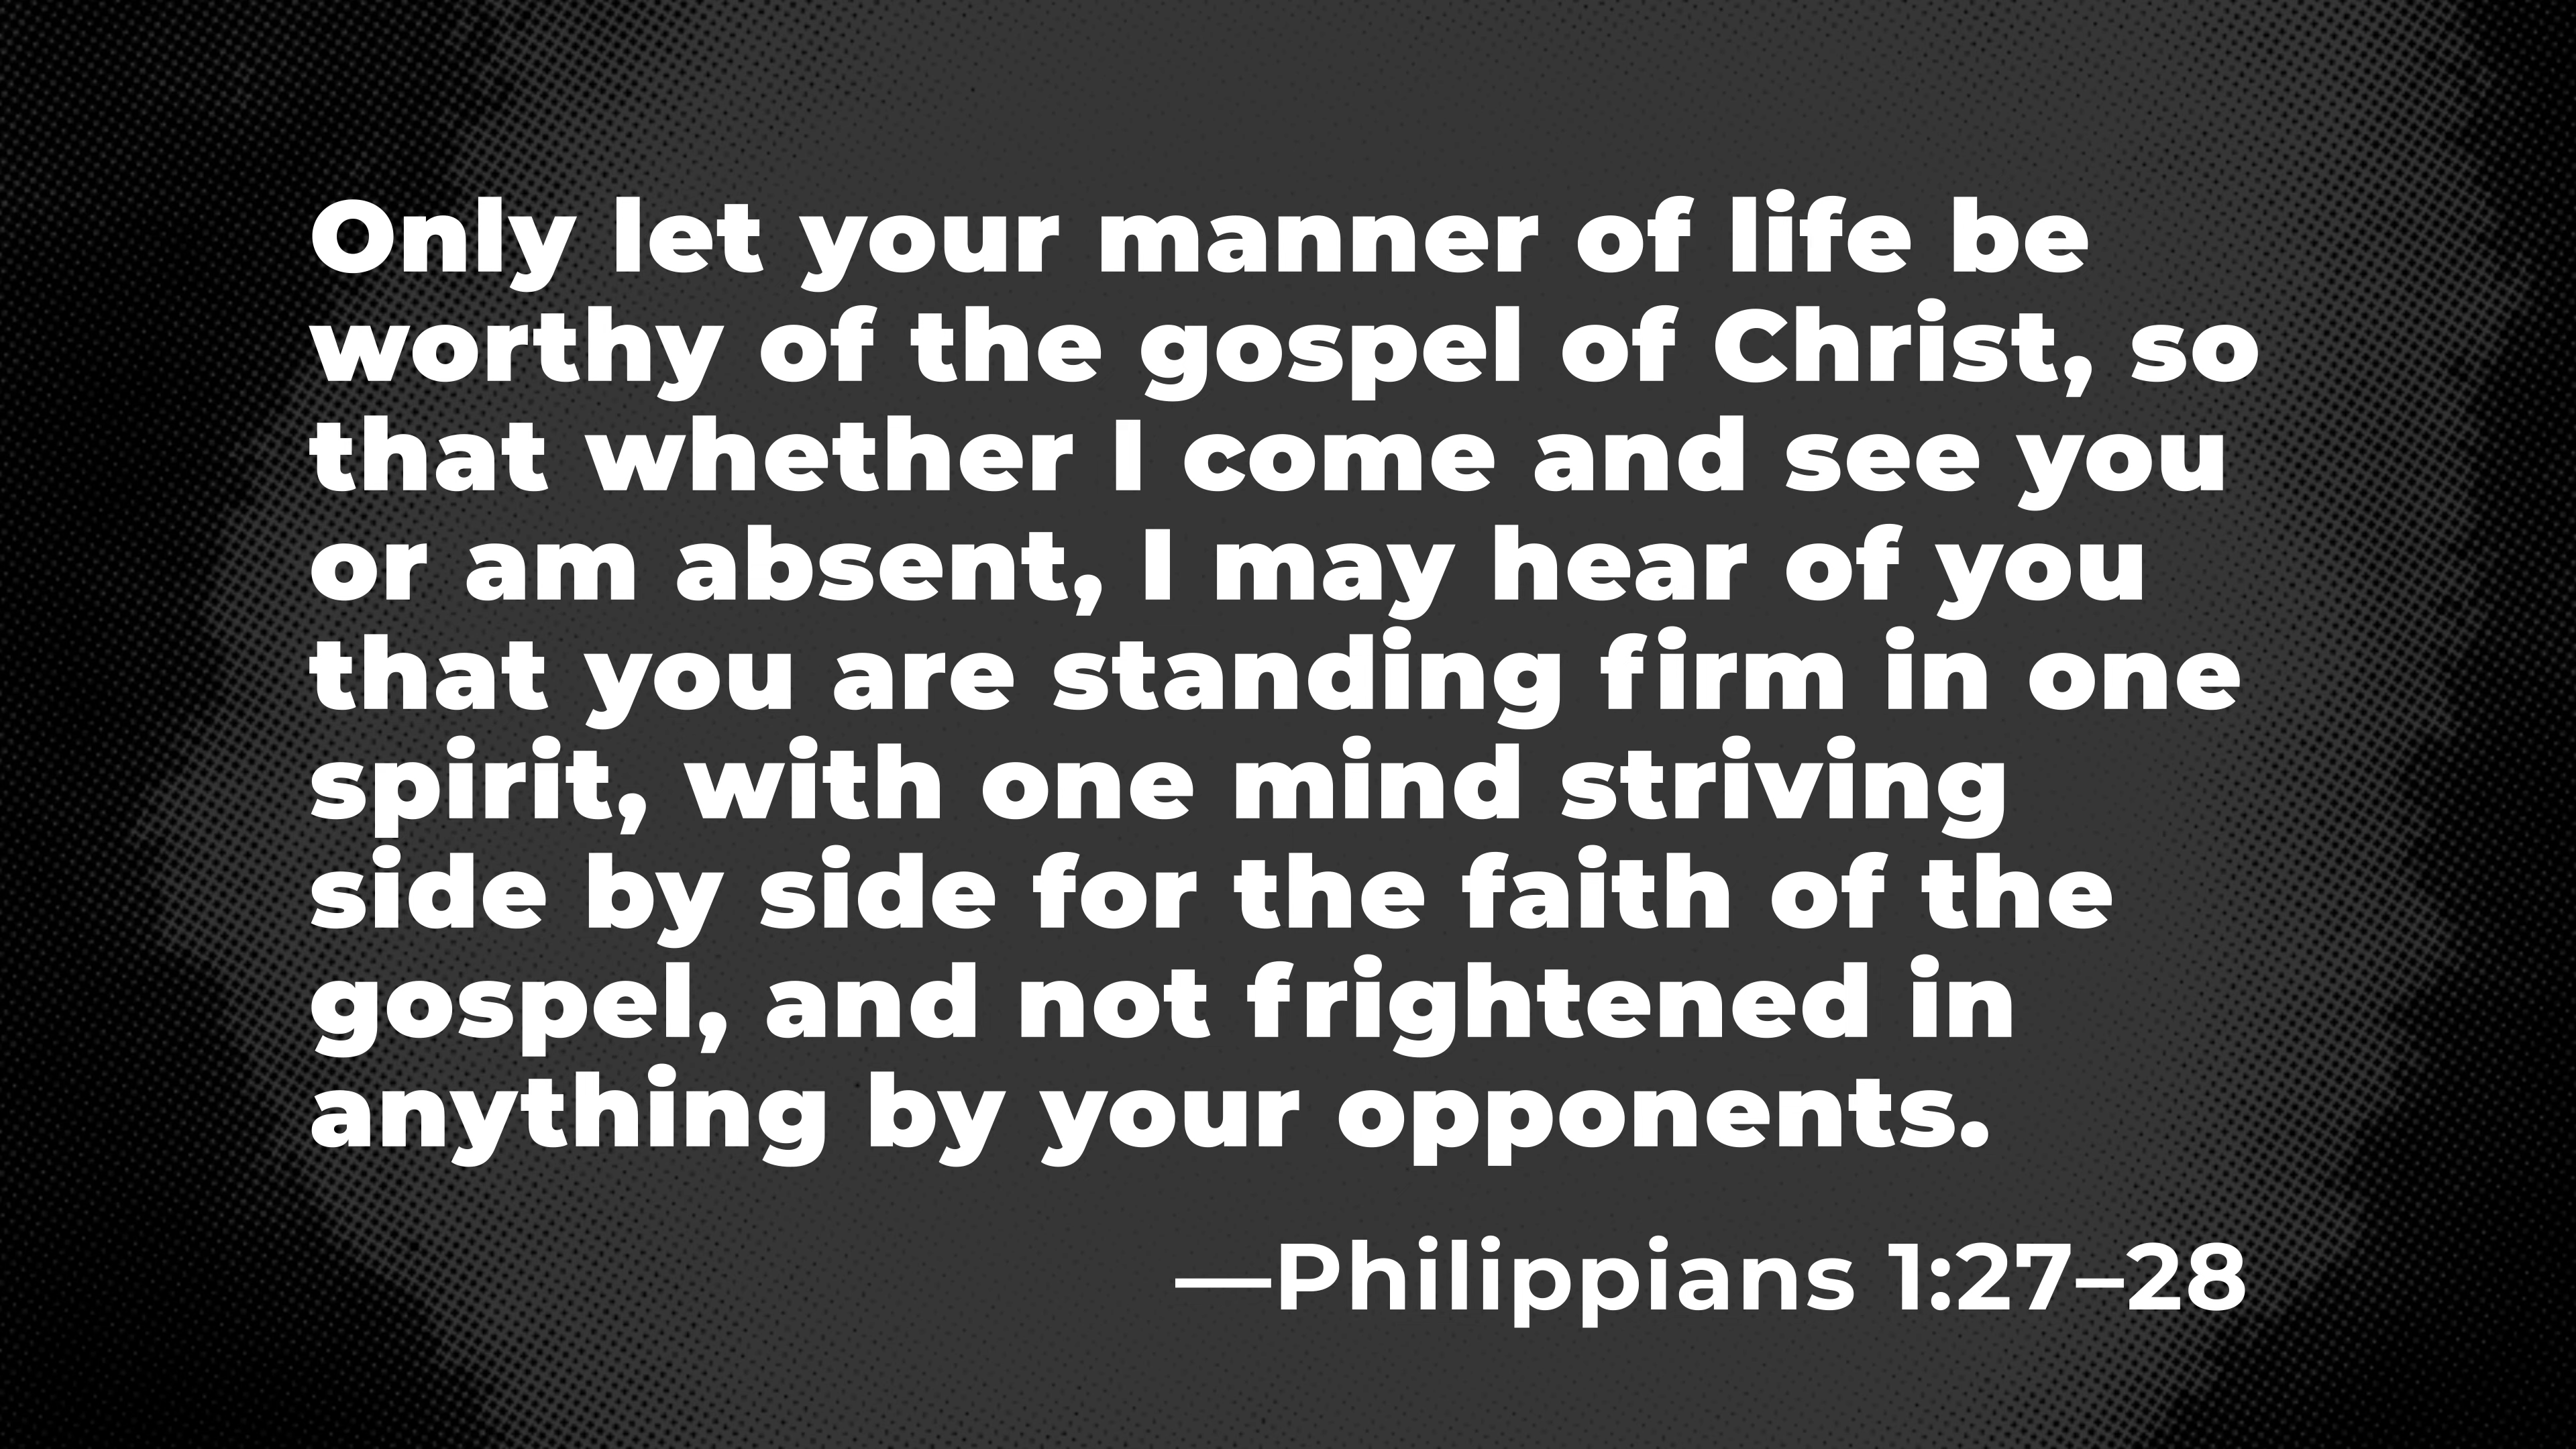 Only let your manner of life be
worthy of the gospel of Christ, so
that whether I come and see you
or am absent, I may hear of you
that you are standing firm in one
spirit, with one mind striving
side by side for the faith of the
gospel, and not frightened in
anything by your opponents.
—Philippians 1:27–28